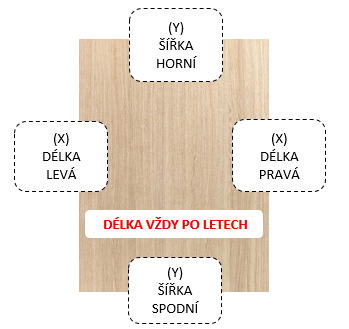 (Y)
ŠÍŘKA
HORNÍ
(X)
DÉLKA
LEVÁ
(X)
DÉLKA
PRAVÁ
DÉLKA VŽDY PO LETECH
(Y)
ŠÍŘKA
SPODNÍ